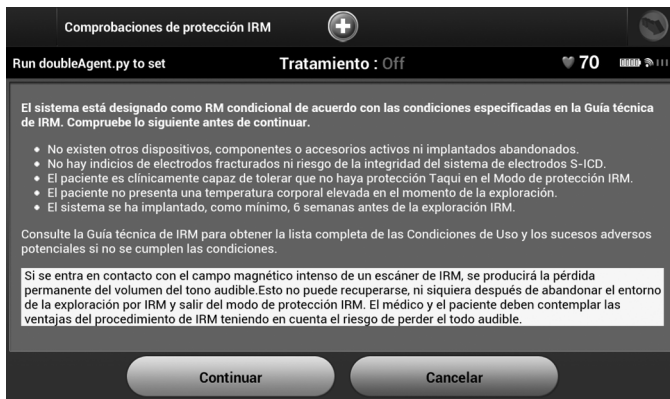 Comprobaciones de protección IRM
Run doubleAgent.py to set
Tratamiento : Off
70
El sistema está designado como RM condicional de acuerdo con las condiciones especificadas en la Guía técnica
de IRM. Compruebe lo siguiente antes de continuar.
No existen otros dispositivos, componentes o accesorios activos ni implantados abandonados.
No hay indicios de electrodos fracturados ni riesgo de la integridad del sistema de electrodos S-ICD.
El paciente es clínicamente capaz de tolerar que no haya protección Taqui en el Modo de protección IRM.
El paciente no presenta una temperatura corporal elevada en el momento de la exploración.
El sistema se ha implantado, como mínimo, 6 semanas antes de la exploración IRM.
Consulte la Guía técnica de IRM para obtener la lista completa de las Condiciones de Uso y los sucesos adversos
potenciales si no se cumplen las condiciones.
Si se entra en contacto con el campo magnético intenso de un escáner de IRM, se producirá la pérdida
permanente del volumen del tono audible.Esto no puede recuperarse, ni siquiera después de abandonar el entorno
de la exploración por IRM y salir del modo de protección IRM. El médico y el paciente deben contemplar las
ventajas del procedimiento de IRM teniendo en cuenta el riesgo de perder el todo audible.
Continuar
Cancelar